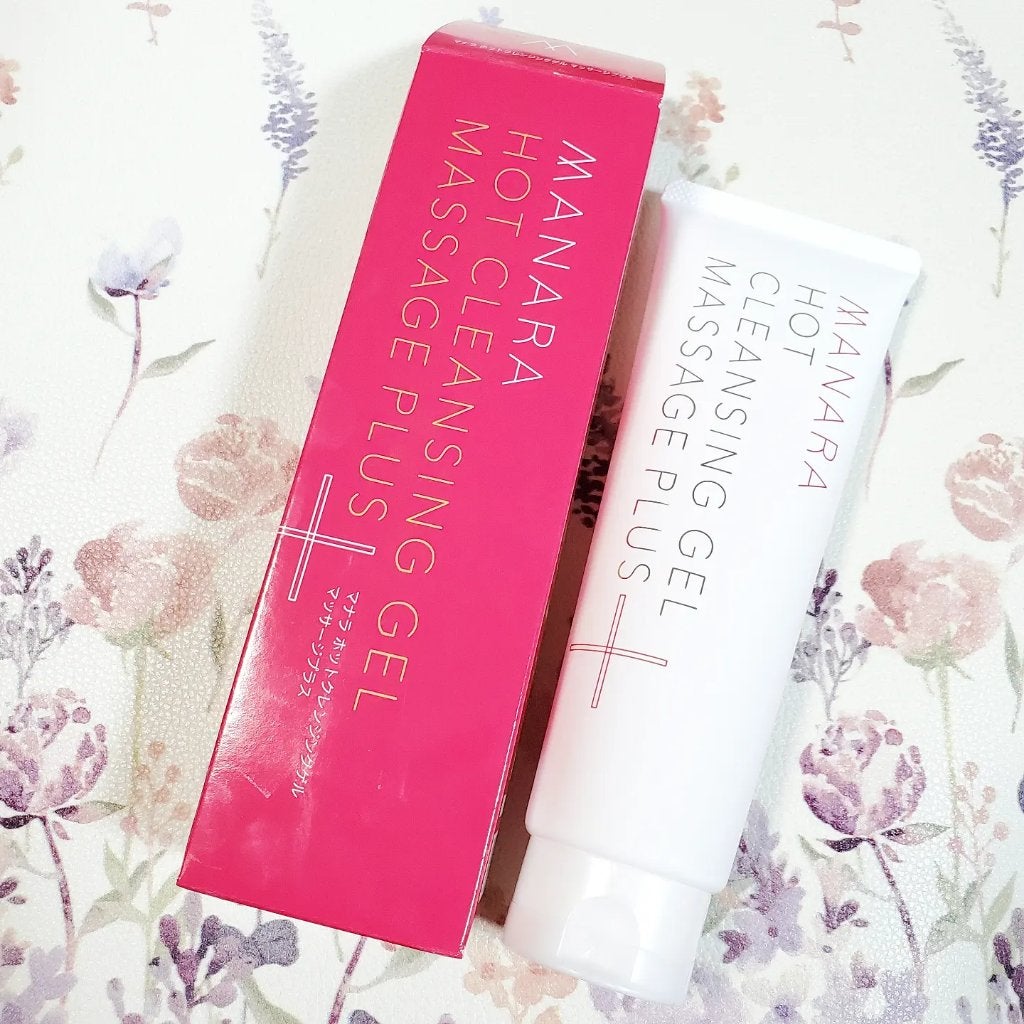 MANARA
HOT CLEANSING GEL
MASSAGE PLUS
マナラ ホットクレンジングゲル
マッサージプラス
MANARA
HOT
CLEANSING GEL
MASSAGE PLUS